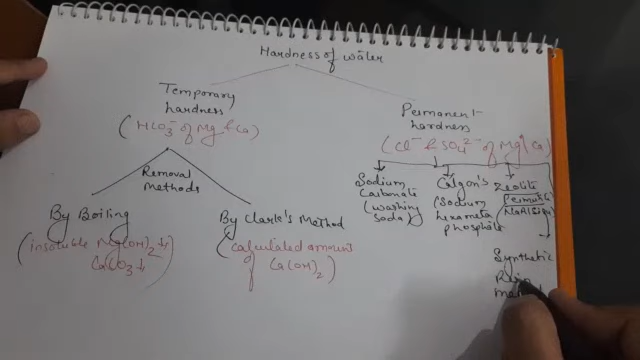 Hardness of water
Temporary
hardness
(HCO₃⁻ of Mg & Ca)
Permanent
hardness
(Cl⁻ & SO₄²⁻ of Mg & Ca)
Removal
Methods
By Boiling
(insoluble Mg(OH)₂↓,
CaCO₃↓)
By Clarke's Method
(calculated amount
of Ca(OH)₂)
Sodium
Carbonate
(washing
Soda)
Calgon's
(Sodium
hexameta
phosphate
Zeolite
Permutit
Synthetic
Resin